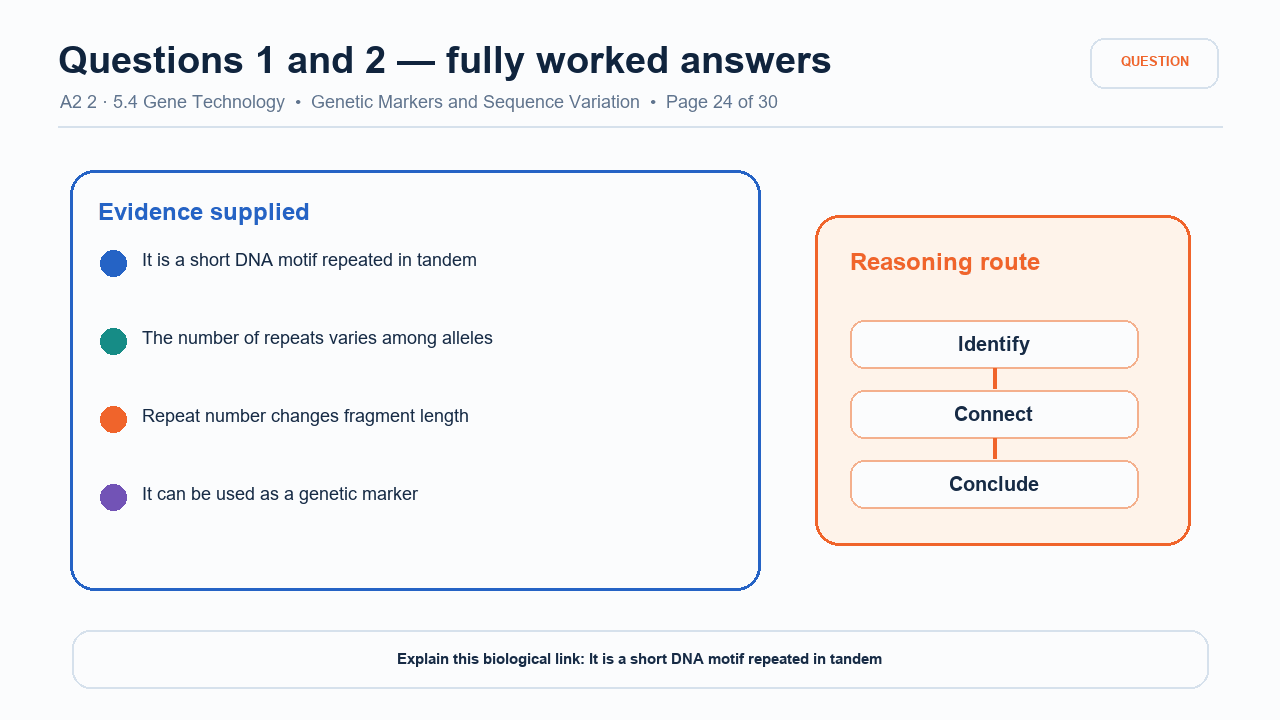 Questions 1 and 2 — fully worked answers
QUESTION
A2 2 · 5.4 Gene Technology • Genetic Markers and Sequence Variation • Page 24 of 30
Evidence supplied
It is a short DNA motif repeated in tandem
The number of repeats varies among alleles
Repeat number changes fragment length
It can be used as a genetic marker
Reasoning route
Identify
Connect
Conclude
Explain this biological link: It is a short DNA motif repeated in tandem